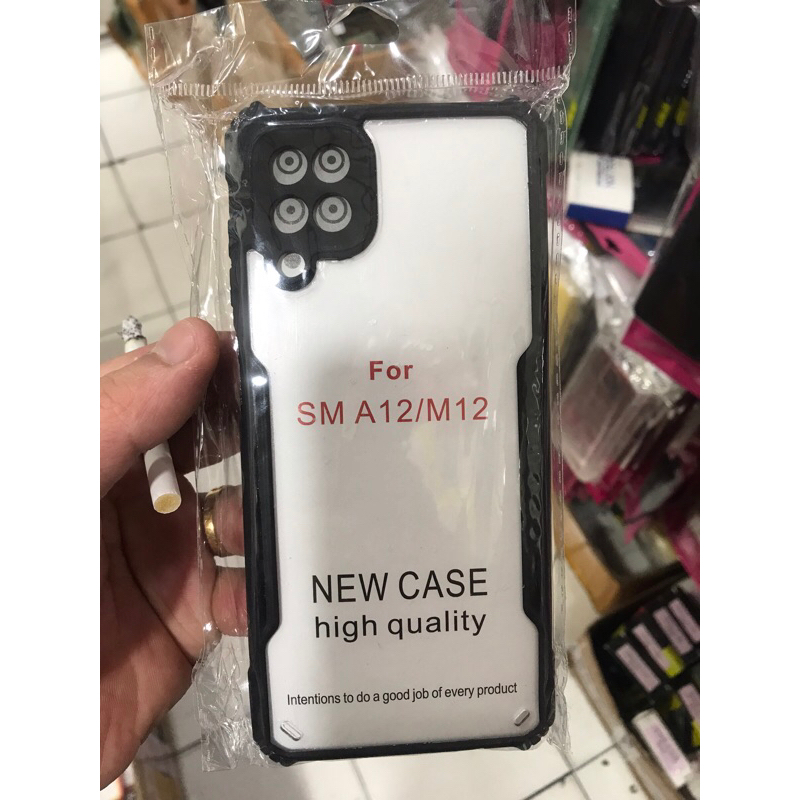 For
SM A12/M12
NEW CASE
high quality
Intentions to do a good job of every product